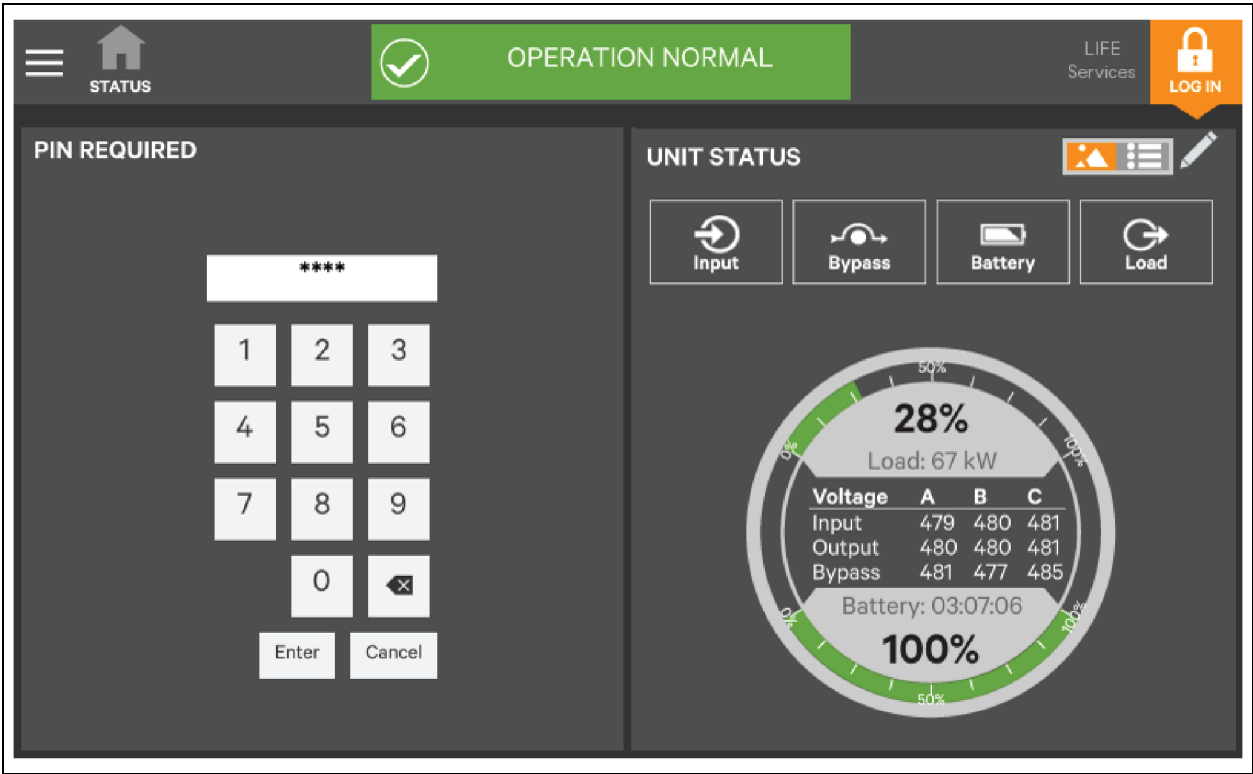 STATUS
OPERATION NORMAL
LIFE
Services
LOG IN
PIN REQUIRED
****
1 2 3
4 5 6
7 8 9
0
Enter Cancel
UNIT STATUS
Input Bypass Battery Load
50%
0% 100%
28%
Load: 67 kW
Voltage A B C
Input 479 480 481
Output 480 480 481
Bypass 481 477 485
Battery: 03:07:06
0% 100%
100%
50%